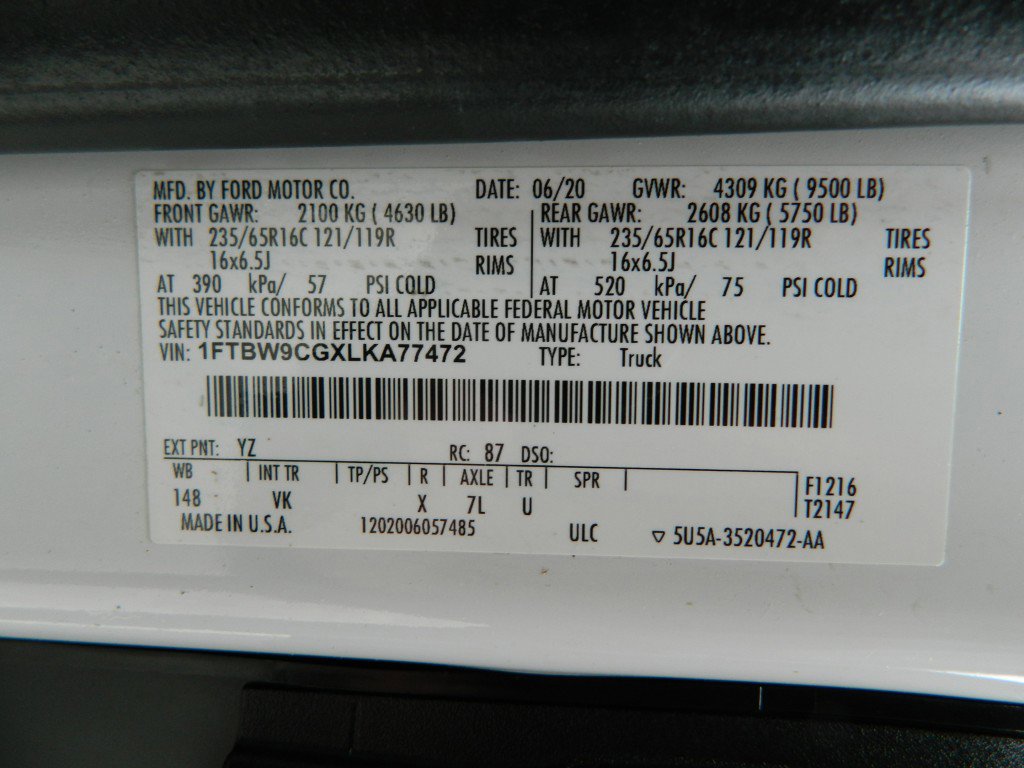 MFD. BY FORD MOTOR CO. DATE: 06/20 GVWR: 4309 KG ( 9500 LB)
FRONT GAWR: 2100 KG ( 4630 LB) REAR GAWR: 2608 KG ( 5750 LB)
WITH 235/65R16C 121/119R TIRES WITH 235/65R16C 121/119R TIRES
16x6.5J RIMS 16x6.5J RIMS
AT 390 kPa/ 57 PSI COLD AT 520 kPa/ 75 PSI COLD
THIS VEHICLE CONFORMS TO ALL APPLICABLE FEDERAL MOTOR VEHICLE
SAFETY STANDARDS IN EFFECT ON THE DATE OF MANUFACTURE SHOWN ABOVE.
VIN: 1FTBW9CGXLKA77472 TYPE: Truck
EXT PNT: YZ RC: 87 DSO:
WB INT TR TP/PS R AXLE TR SPR F1216
148 VK X 7L U T2147
MADE IN U.S.A. 1202006057485 ULC ▽ 5U5A-3520472-AA